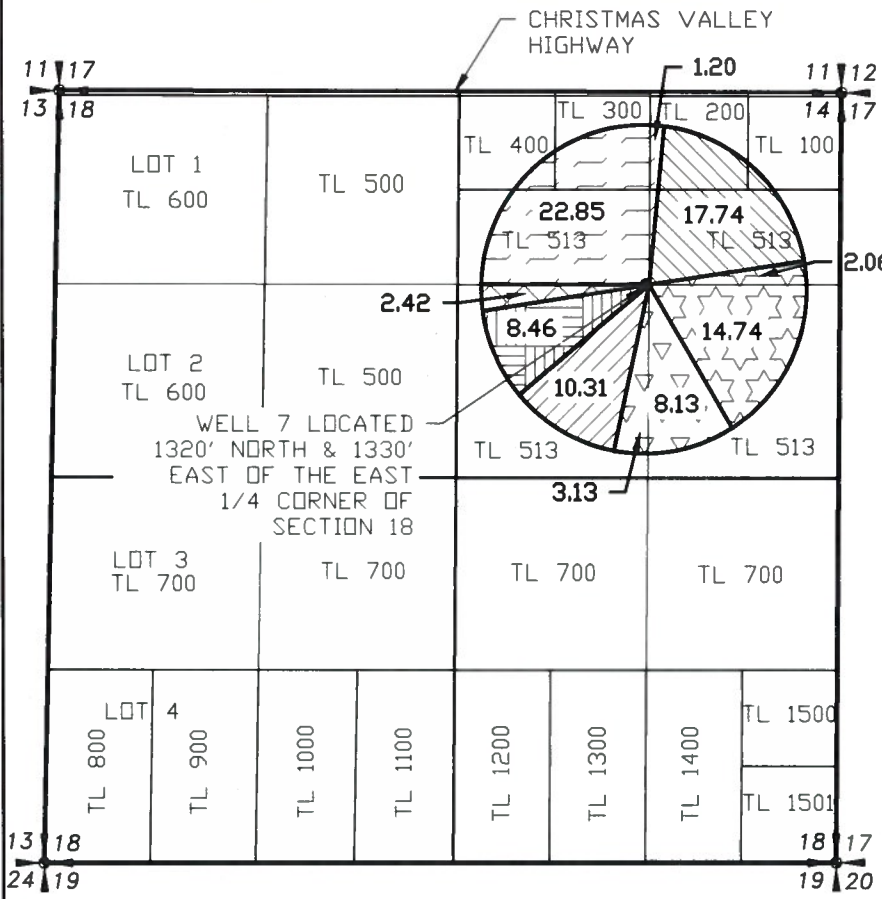 CHRISTMAS VALLEY
HIGHWAY
11 17
13 18
11 12
14 17
1.20
TL 300
TL 200
TL 400
TL 100
LOT 1
TL 600
TL 500
22.85
17.74
TL 513
TL 513
2.06
2.42
8.46
14.74
LOT 2
TL 600
TL 500
10.31
8.13
WELL 7 LOCATED
1320' NORTH & 1330'
EAST OF THE EAST
1/4 CORNER OF
SECTION 18
TL 513
TL 513
3.13
LOT 3
TL 700
TL 700
TL 700
TL 700
LOT 4
TL 800
TL 900
TL 1000
TL 1100
TL 1200
TL 1300
TL 1400
TL 1500
TL 1501
13 18
24 19
18 17
19 20